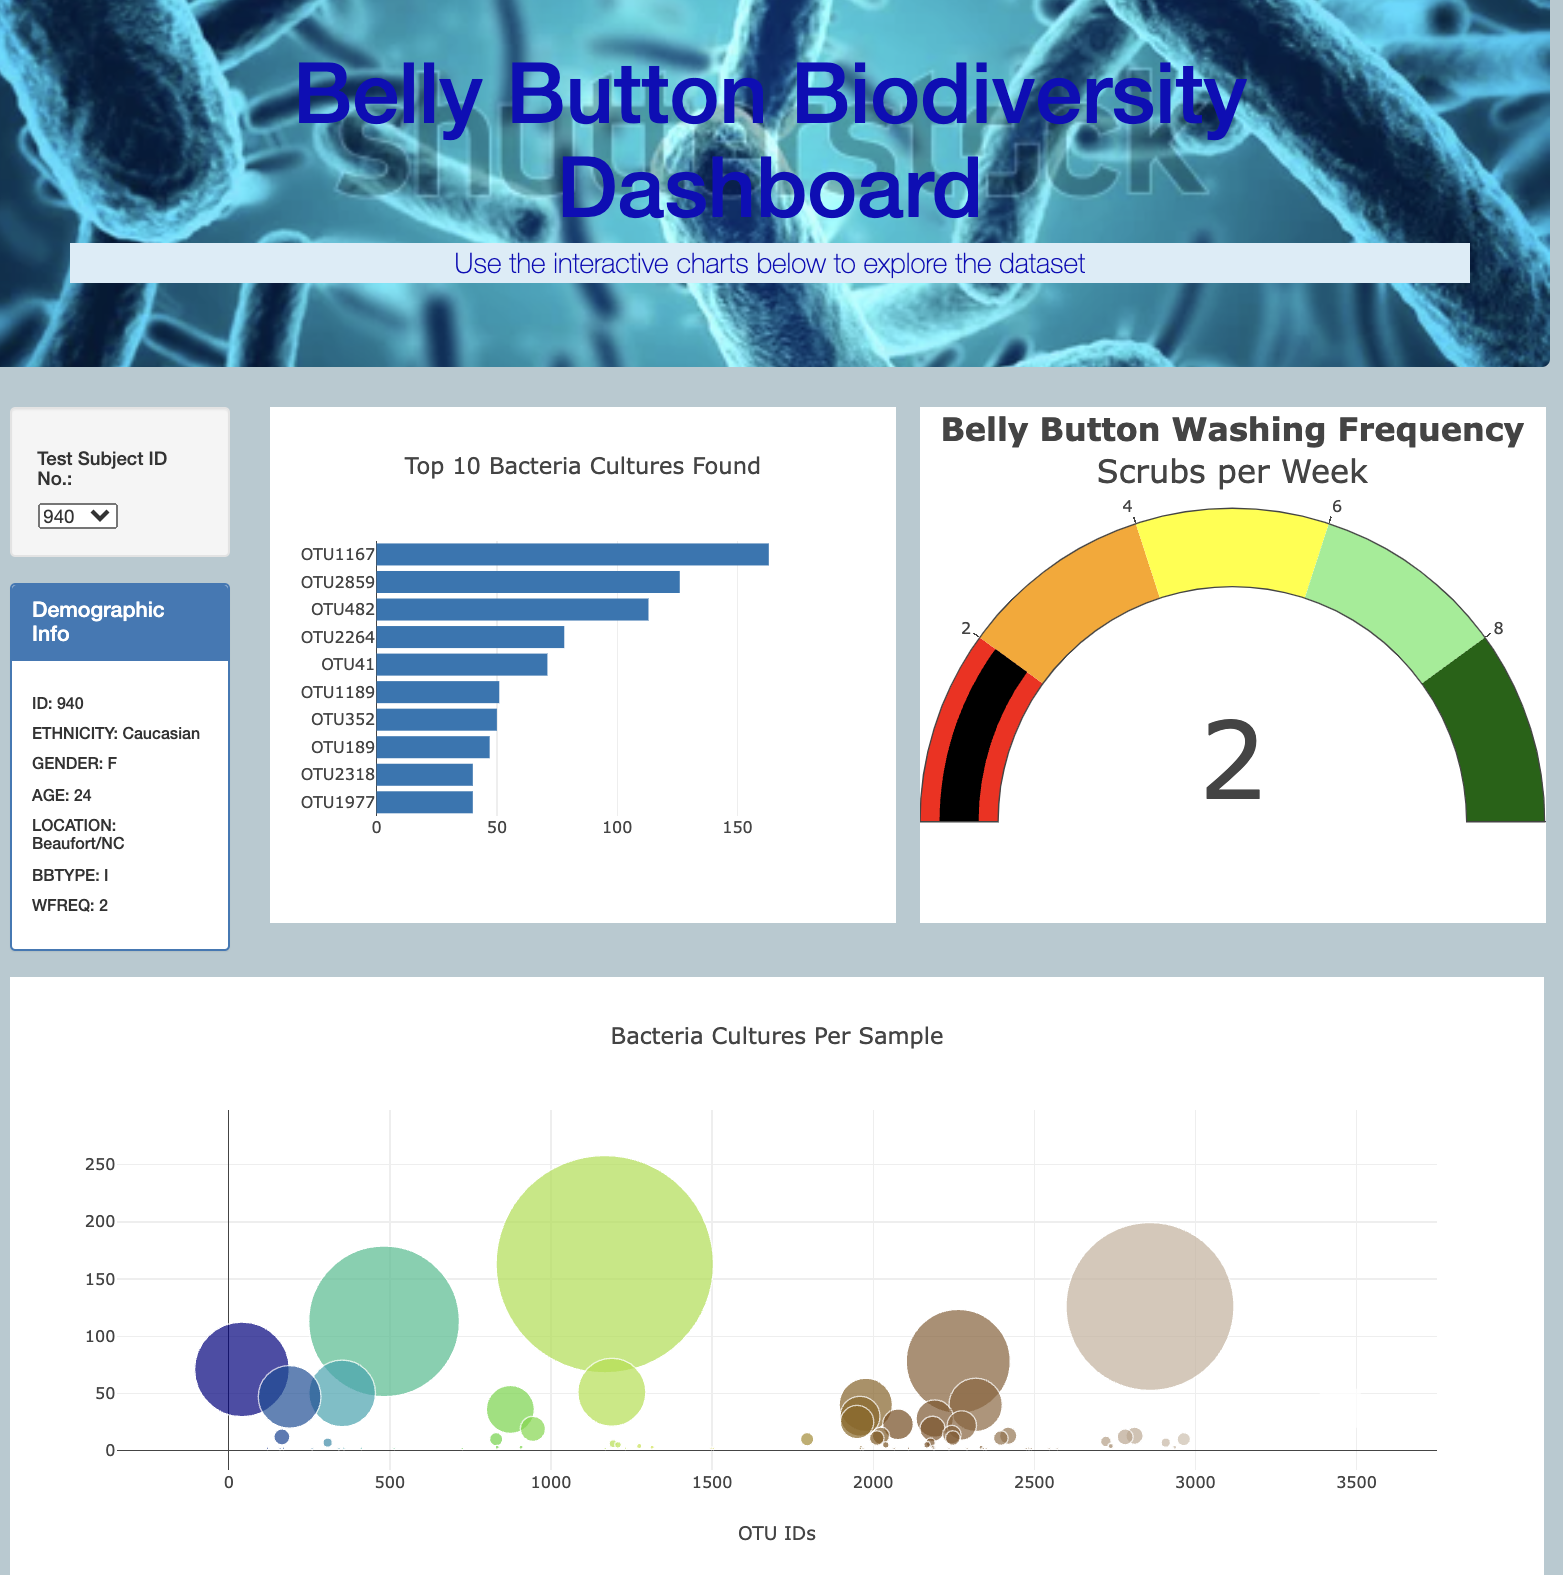 Belly Button Biodiversity
Dashboard
shutterstock
Use the interactive charts below to explore the dataset
Test Subject ID
No.:
940
Demographic
Info
ID: 940
ETHNICITY: Caucasian
GENDER: F
AGE: 24
LOCATION:
Beaufort/NC
BBTYPE: I
WFREQ: 2
Top 10 Bacteria Cultures Found
OTU1167
OTU2859
OTU482
OTU2264
OTU41
OTU1189
OTU352
OTU189
OTU2318
OTU1977
0 50 100 150
Belly Button Washing Frequency
Scrubs per Week
4 6
2 8
2
Bacteria Cultures Per Sample
250
200
150
100
50
0
0 500 1000 1500 2000 2500 3000 3500
OTU IDs